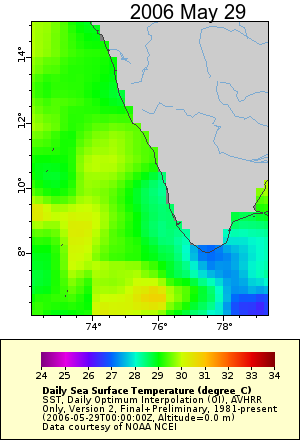 2006 May 29
14°
12°
10°
8°
74°
76°
78°
24 25 26 27 28 29 30 31 32 33 34
Daily Sea Surface Temperature (degree_C)
SST, Daily Optimum Interpolation (OI), AVHRR
Only, Version 2, Final+Preliminary, 1981-present
(2006-05-29T00:00:00Z, Altitude=0.0 m)
Data courtesy of NOAA NCEI